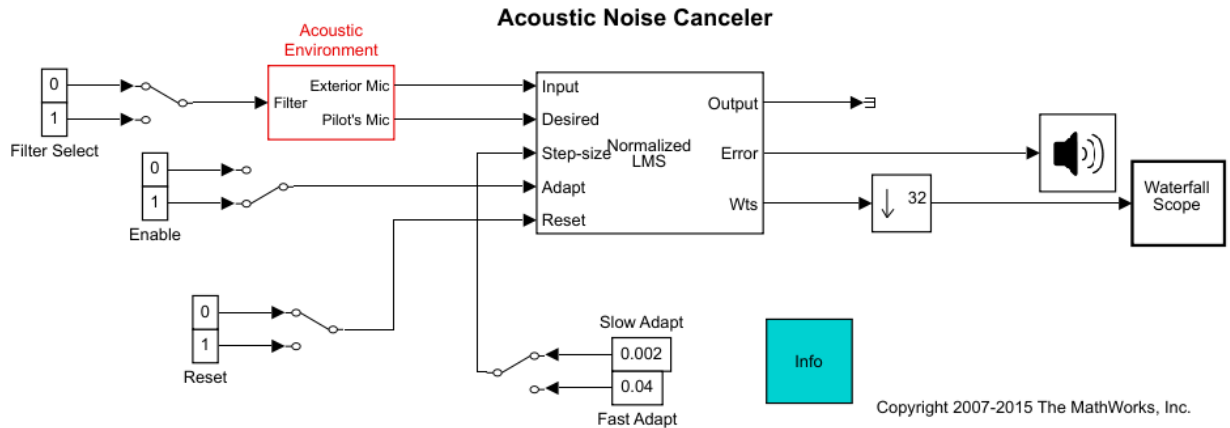 Acoustic Noise Canceler
Acoustic
Environment
0
1
Filter Select
Filter
Exterior Mic
Pilot's Mic
0
1
Enable
0
1
Reset
Input
Desired
Step-size
Adapt
Reset
Normalized
LMS
Output
Error
Wts
32
Waterfall
Scope
Slow Adapt
0.002
0.04
Fast Adapt
Info
Copyright 2007-2015 The MathWorks, Inc.